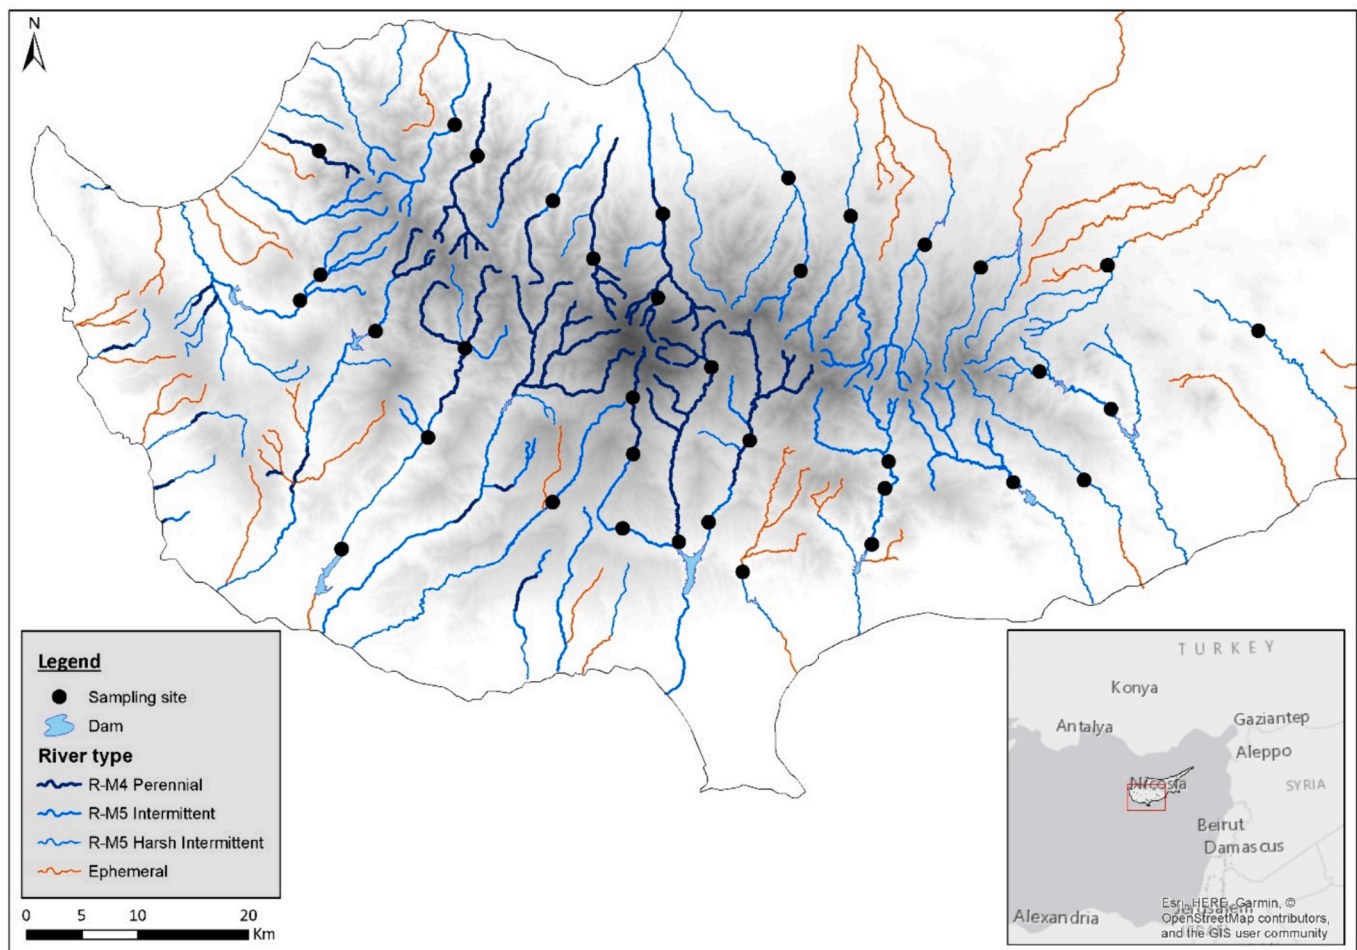 N
Legend
Sampling site
Dam
River type
R-M4 Perennial
R-M5 Intermittent
R-M5 Harsh Intermittent
Ephemeral
0 5 10 20
Km
TURKEY
Konya
Antalya
Gaziantep
Aleppo
Nicosia
SYRIA
Beirut
Damascus
Jerusalem
Alexandria
Esri, HERE, Garmin, ©
OpenStreetMap contributors,
and the GIS user community